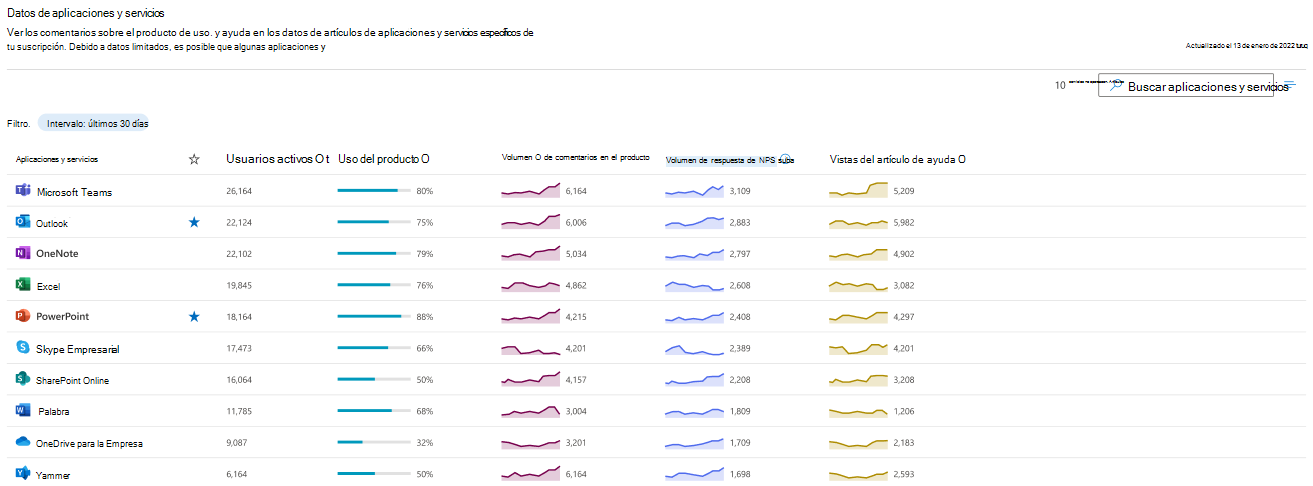 Datos de aplicaciones y servicios
Ver los comentarios sobre el producto de uso. y ayuda en los datos de artículos de aplicaciones y servicios específicos de
tu suscripción. Debido a datos limitados, es posible que algunas aplicaciones y
Actualizado el 13 de enero de 2022
10 Buscar aplicaciones y servicios
Filtro. Intervalo: últimos 30 días
Aplicaciones y servicios Usuarios activos O t Uso del producto O Volumen O de comentarios en el producto Volumen de respuesta de NPS Vistas del artículo de ayuda O
Microsoft Teams 26,164 80% 6,164 3,109 5,209
Outlook 22,124 75% 6,006 2,883 5,982
OneNote 22,102 79% 5,034 2,797 4,902
Excel 19,845 76% 4,862 2,608 3,082
PowerPoint 18,164 88% 4,215 2,408 4,297
Skype Empresarial 17,473 66% 4,201 2,389 4,201
SharePoint Online 16,064 50% 4,157 2,208 3,208
Palabra 11,785 68% 3,004 1,809 1,206
OneDrive para la Empresa 9,087 32% 3,201 1,709 2,183
Yammer 6,164 50% 6,164 1,698 2,593